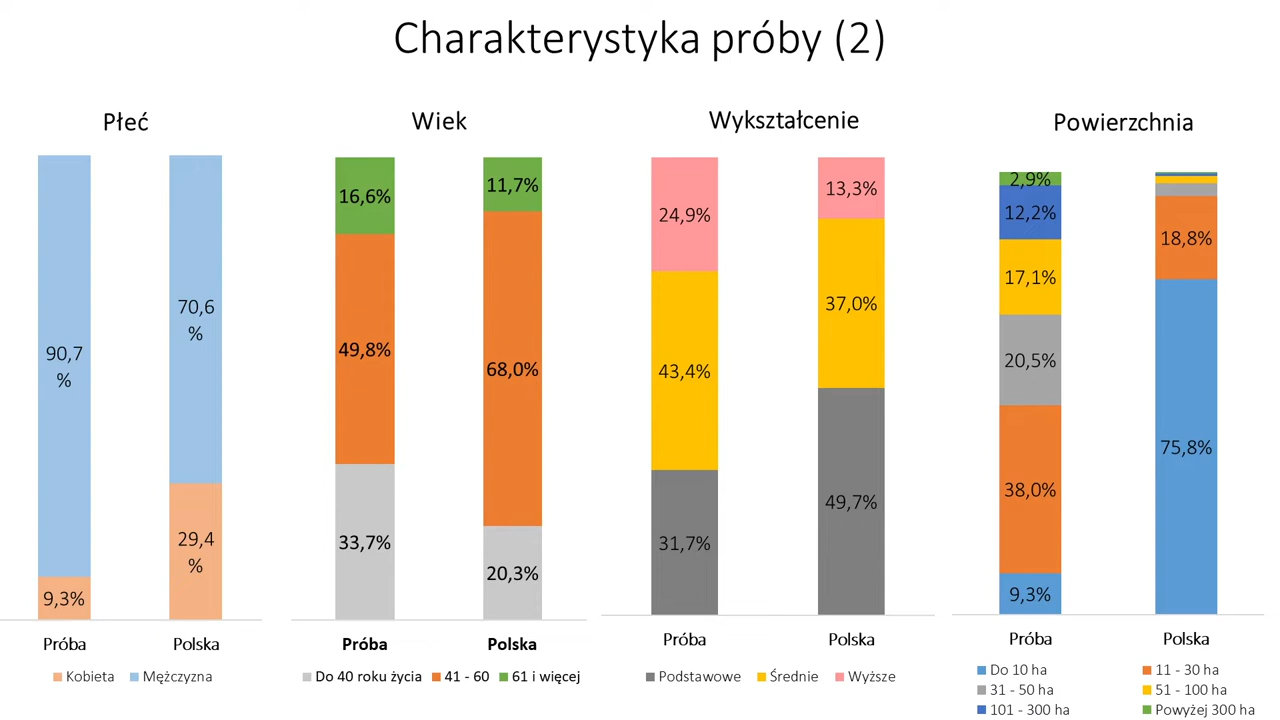 Charakterystyka próby (2)
Płeć
90,7
%
9,3%
70,6
%
29,4
%
Próba
Polska
Kobieta
Mężczyzna
Wiek
16,6%
49,8%
33,7%
11,7%
68,0%
20,3%
Próba
Polska
Do 40 roku życia
41 - 60
61 i więcej
Wykształcenie
24,9%
43,4%
31,7%
13,3%
37,0%
49,7%
Próba
Polska
Podstawowe
Średnie
Wyższe
Powierzchnia
2,9%
12,2%
17,1%
20,5%
38,0%
9,3%
18,8%
75,8%
Próba
Polska
Do 10 ha
11 - 30 ha
31 - 50 ha
51 - 100 ha
101 - 300 ha
Powyżej 300 ha